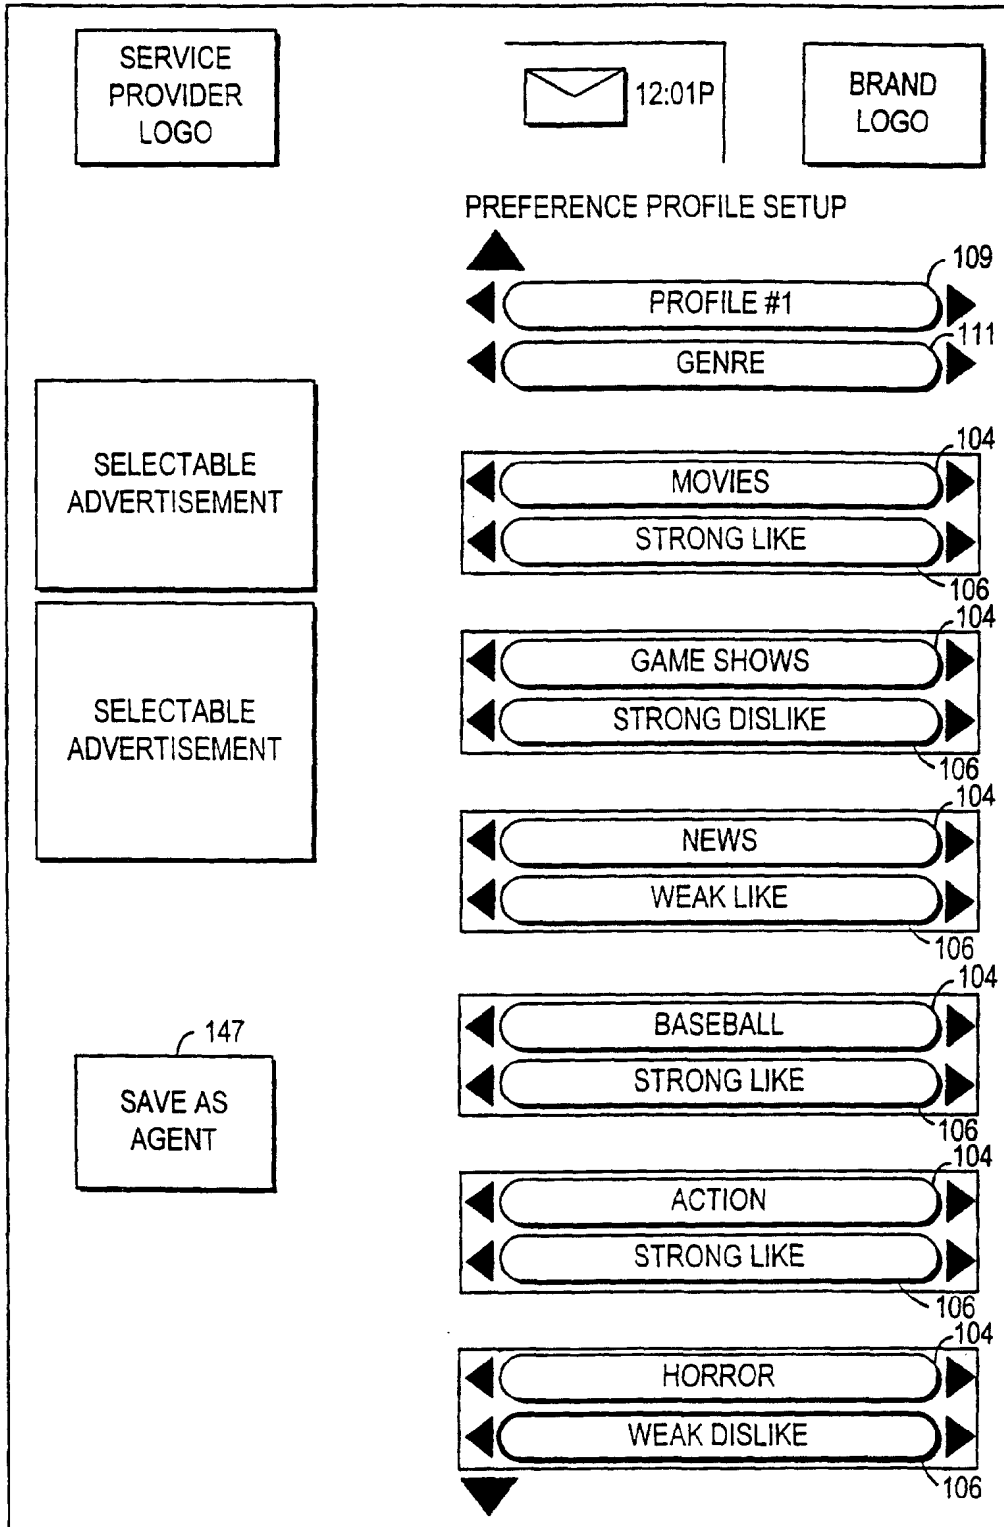 SERVICE
PROVIDER
LOGO
12:01P
BRAND
LOGO
PREFERENCE PROFILE SETUP
109
PROFILE #1
111
GENRE
SELECTABLE
ADVERTISEMENT
104
MOVIES
STRONG LIKE
106
104
GAME SHOWS
STRONG DISLIKE
106
SELECTABLE
ADVERTISEMENT
104
NEWS
WEAK LIKE
106
104
BASEBALL
STRONG LIKE
106
147
SAVE AS
AGENT
104
ACTION
STRONG LIKE
106
104
HORROR
WEAK DISLIKE
106